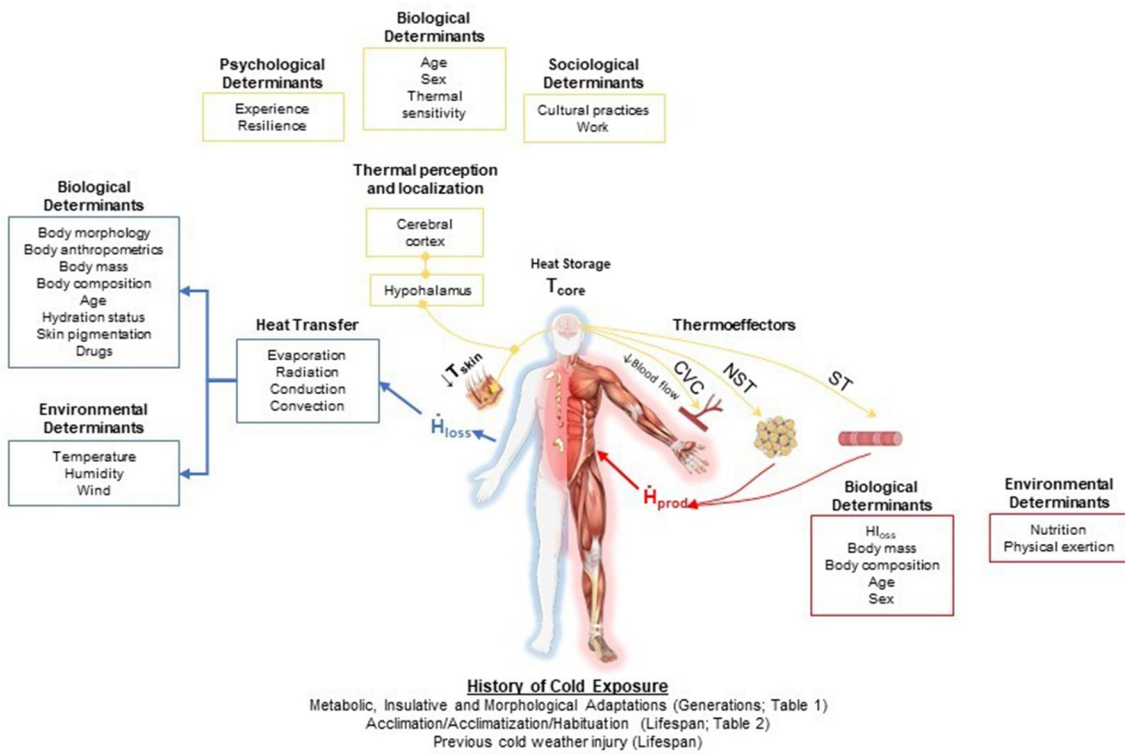 Biological
Determinants
Age
Sex
Thermal
sensitivity
Psychological
Determinants
Experience
Resilience
Sociological
Determinants
Cultural practices
Work
Thermal perception
and localization
Cerebral
cortex
Hypohalamus
Biological
Determinants
Body morphology
Body anthropometrics
Body mass
Body composition
Age
Hydration status
Skin pigmentation
Drugs
Heat Transfer
Evaporation
Radiation
Conduction
Convection
Environmental
Determinants
Temperature
Humidity
Wind
Heat Storage
Tcore
↓Tskin
Ḣloss
Thermoeffectors
↓Blood flow
CVC
NST
ST
Ḣprod
Biological
Determinants
HIoss
Body mass
Body composition
Age
Sex
Environmental
Determinants
Nutrition
Physical exertion
History of Cold Exposure
Metabolic, Insulative and Morphological Adaptations (Generations; Table 1)
Acclimation/Acclimatization/Habituation (Lifespan; Table 2)
Previous cold weather injury (Lifespan)